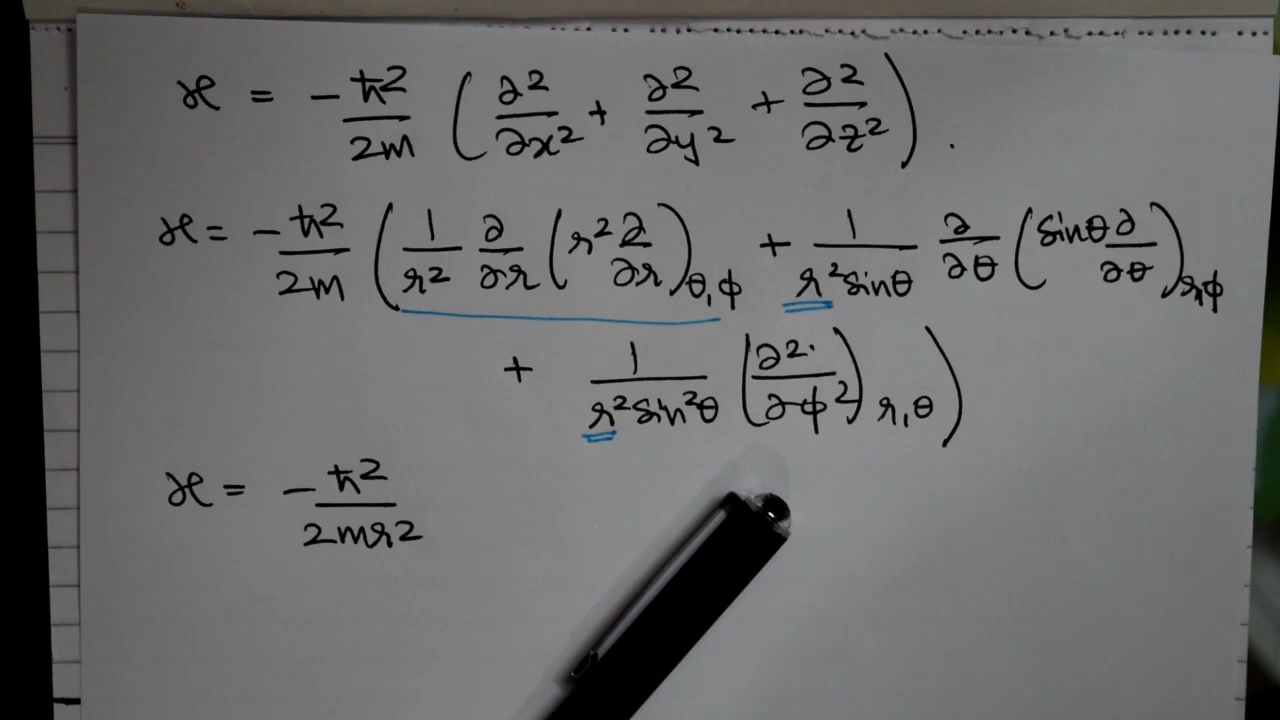 ℋ = -ħ²/2m (∂²/∂x² + ∂²/∂y² + ∂²/∂z²).
ℋ = -ħ²/2m (1/r² ∂/∂r (r² ∂/∂r)θ,φ + 1/r² sinθ ∂/∂θ (sinθ ∂/∂θ)r,φ
+ 1/r² sin²θ (∂²/∂φ²)r,θ)
ℋ = -ħ²/2mr²